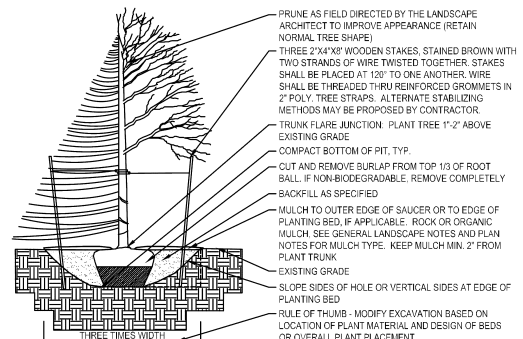 PRUNE AS FIELD DIRECTED BY THE LANDSCAPE
ARCHITECT TO IMPROVE APPEARANCE (RETAIN
NORMAL TREE SHAPE)
THREE 2"X4"X8' WOODEN STAKES, STAINED BROWN WITH
TWO STRANDS OF WIRE TWISTED TOGETHER. STAKES
SHALL BE PLACED AT 120° TO ONE ANOTHER. WIRE
SHALL BE THREADED THRU REINFORCED GROMMETS IN
2" POLY. TREE STRAPS. ALTERNATE STABILIZING
METHODS MAY BE PROPOSED BY CONTRACTOR.
TRUNK FLARE JUNCTION: PLANT TREE 1"-2" ABOVE
EXISTING GRADE
COMPACT BOTTOM OF PIT, TYP.
CUT AND REMOVE BURLAP FROM TOP 1/3 OF ROOT
BALL. IF NON-BIODEGRADABLE, REMOVE COMPLETELY
BACKFILL AS SPECIFIED
MULCH TO OUTER EDGE OF SAUCER OR TO EDGE OF
PLANTING BED, IF APPLICABLE. ROCK OR ORGANIC
MULCH, SEE GENERAL LANDSCAPE NOTES AND PLAN
NOTES FOR MULCH TYPE. KEEP MULCH MIN. 2" FROM
PLANT TRUNK
EXISTING GRADE
SLOPE SIDES OF HOLE OR VERTICAL SIDES AT EDGE OF
PLANTING BED
RULE OF THUMB - MODIFY EXCAVATION BASED ON
LOCATION OF PLANT MATERIAL AND DESIGN OF BEDS
OR OVERALL PLANT PLACEMENT
THREE TIMES WIDTH